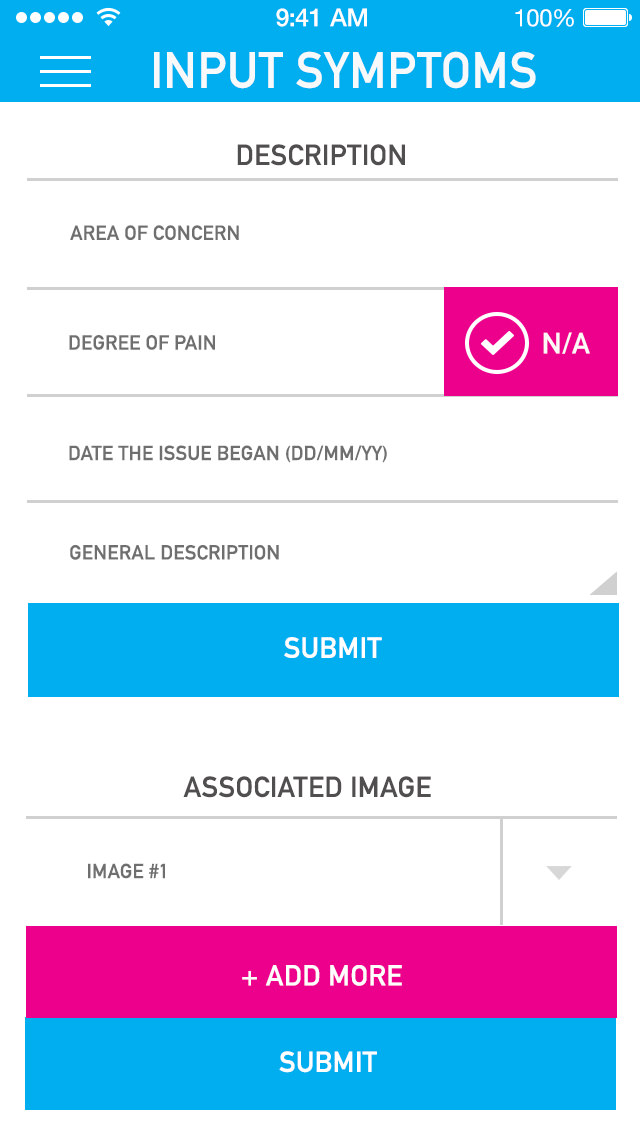 9:41 AM 100%
INPUT SYMPTOMS
DESCRIPTION
AREA OF CONCERN
DEGREE OF PAIN N/A
DATE THE ISSUE BEGAN (DD/MM/YY)
GENERAL DESCRIPTION
SUBMIT
ASSOCIATED IMAGE
IMAGE #1
+ ADD MORE
SUBMIT